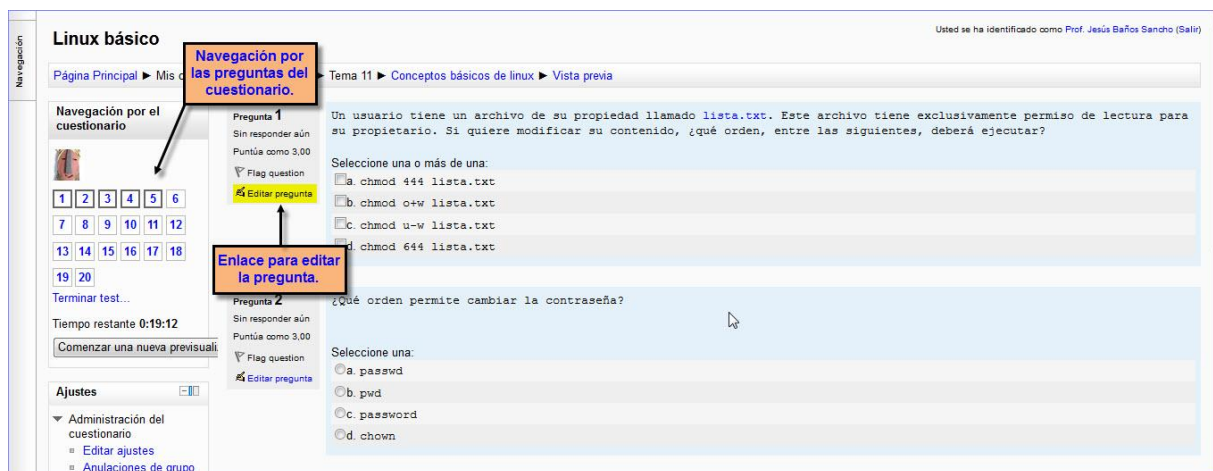 Navegación
Linux básico
Usted se ha identificado como Prof. Jesús Baños Sancho (Salir)
Página Principal ► Mis c ► Tema 11 ► Conceptos básicos de linux ► Vista previa
Navegación por
las preguntas del
cuestionario.
Navegación por el
cuestionario
1 2 3 4 5 6
7 8 9 10 11 12
13 14 15 16 17 18
19 20
Terminar test...
Tiempo restante 0:19:12
Comenzar una nueva previsuali
Ajustes
Administración del
cuestionario
Editar ajustes
Anulaciones de grupo
Pregunta 1
Sin responder aún
Puntúa como 3,00
Flag question
Editar pregunta
Enlace para editar
la pregunta.
Un usuario tiene un archivo de su propiedad llamado lista.txt. Este archivo tiene exclusivamente permiso de lectura para
su propietario. Si quiere modificar su contenido, ¿qué orden, entre las siguientes, deberá ejecutar?
Seleccione una o más de una:
a. chmod 444 lista.txt
b. chmod o+w lista.txt
c. chmod u-w lista.txt
d. chmod 644 lista.txt
Pregunta 2
Sin responder aún
Puntúa como 3,00
Flag question
Editar pregunta
¿Qué orden permite cambiar la contraseña?
Seleccione una:
a. passwd
b. pwd
c. password
d. chown